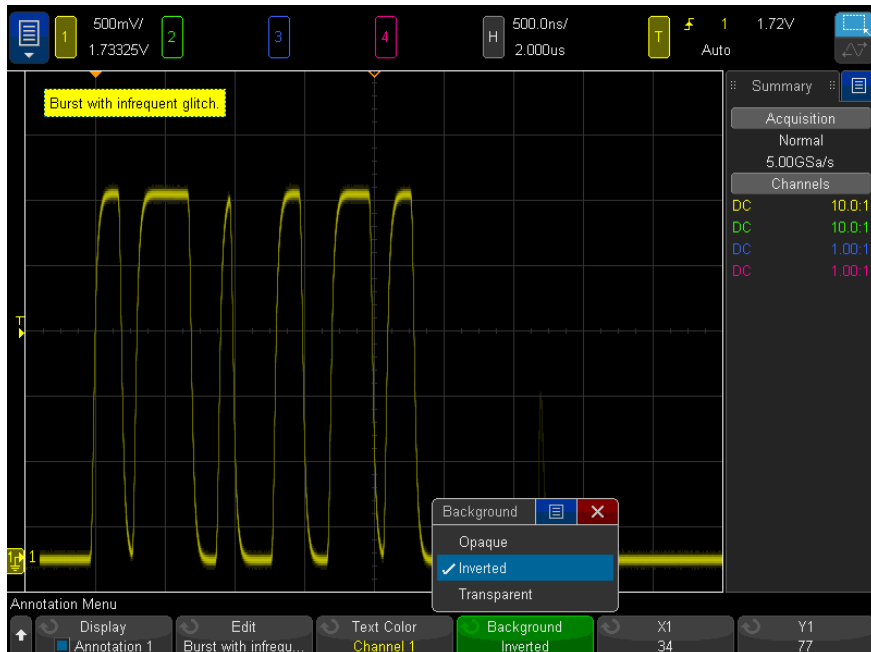 1 500mV/ 2 3 4 H 500.0ns/ T 1 1.72V
1.73325V 2.000us Auto
Burst with infrequent glitch.
Summary
Acquisition
Normal
5.00GSa/s
Channels
DC 10.0:1
DC 10.0:1
DC 1.00:1
DC 1.00:1
T
1
Background
Opaque
Inverted
Transparent
Annotation Menu
Display Edit Text Color Background X1 Y1
Annotation 1 Burst with infrequ... Channel 1 Inverted 34 77